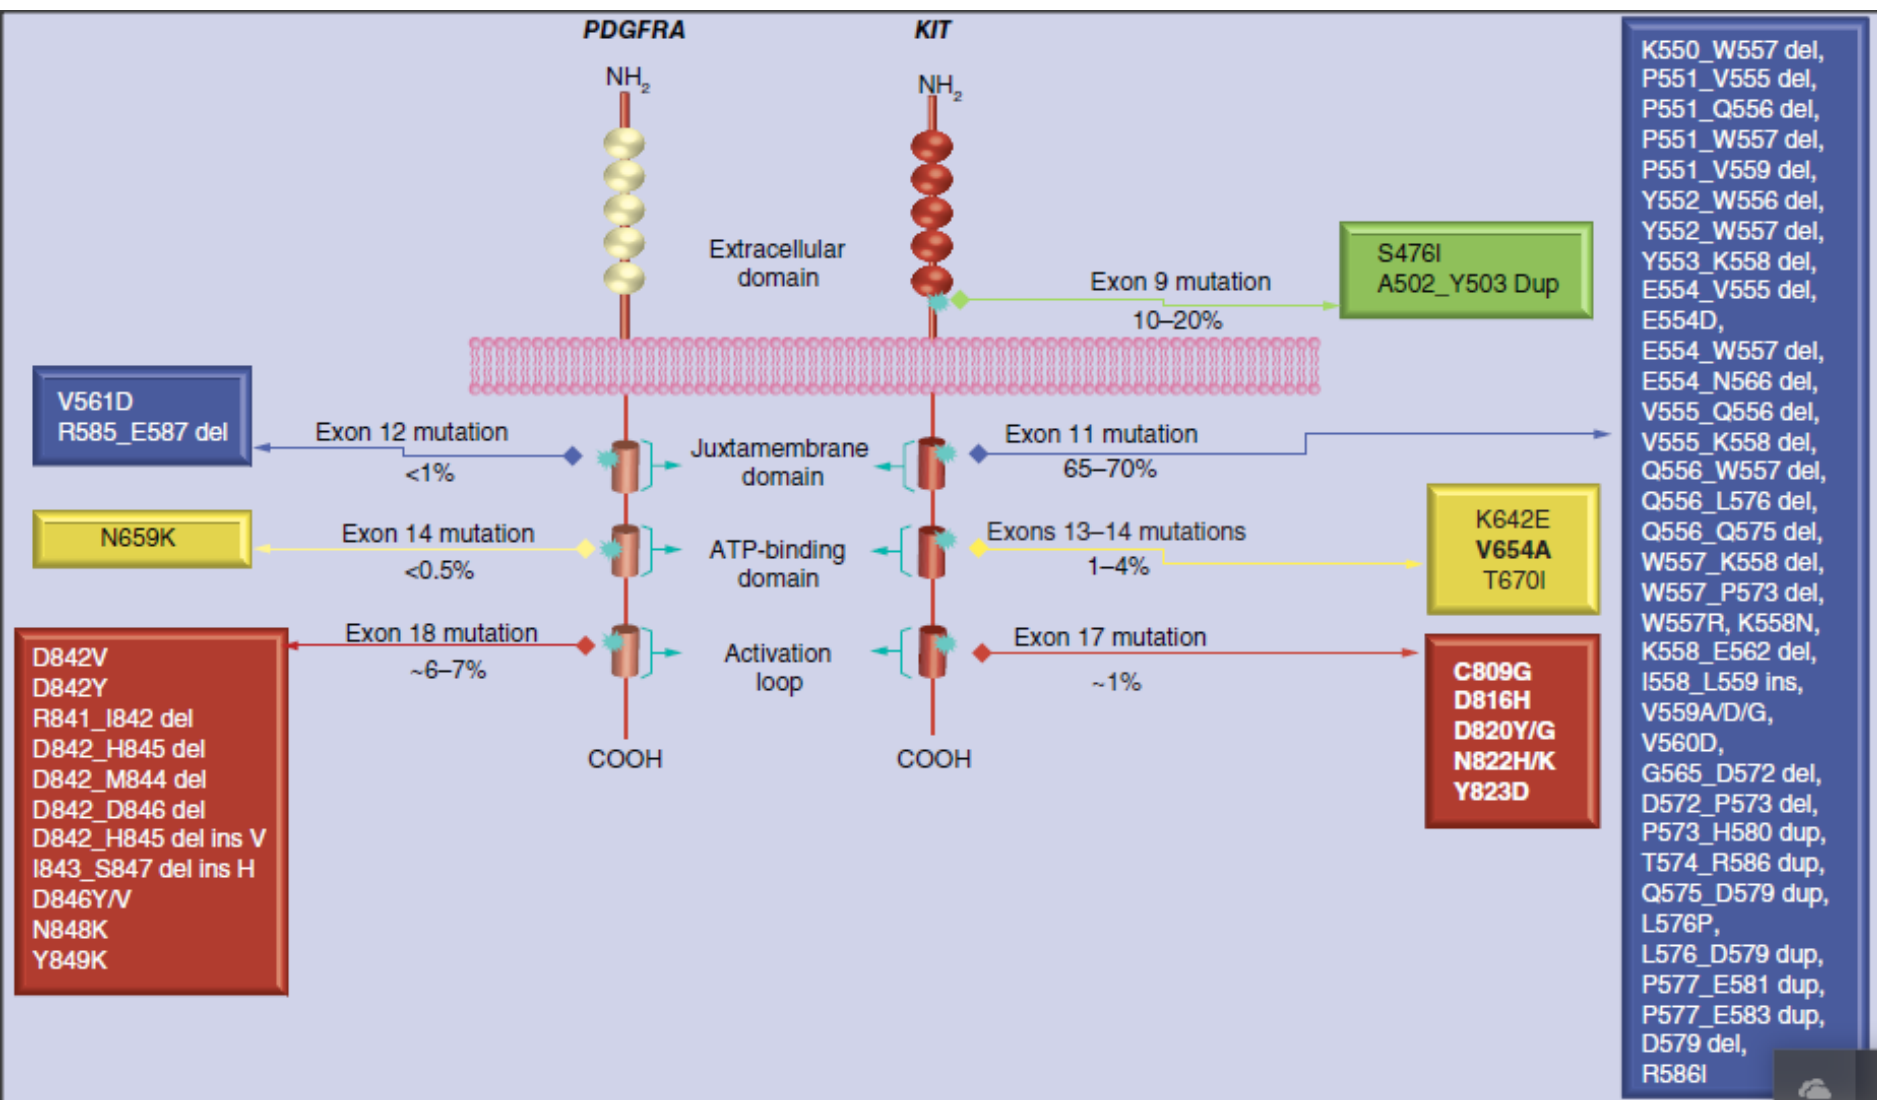 PDGFRA
KIT
NH2
NH2
Extracellular
domain
Exon 9 mutation
10–20%
S476I
A502_Y503 Dup
V561D
R585_E587 del
Exon 12 mutation
<1%
Juxtamembrane
domain
Exon 11 mutation
65–70%
N659K
Exon 14 mutation
<0.5%
ATP-binding
domain
Exons 13–14 mutations
1–4%
K642E
V654A
T670I
D842V
D842Y
R841_I842 del
D842_H845 del
D842_M844 del
D842_D846 del
D842_H845 del ins V
I843_S847 del ins H
D846Y/V
N848K
Y849K
Exon 18 mutation
~6–7%
Activation
loop
Exon 17 mutation
~1%
C809G
D816H
D820Y/G
N822H/K
Y823D
COOH
COOH
K550_W557 del,
P551_V555 del,
P551_Q556 del,
P551_W557 del,
P551_V559 del,
Y552_W556 del,
Y552_W557 del,
Y553_K558 del,
E554_V555 del,
E554D,
E554_W557 del,
E554_N566 del,
V555_Q556 del,
V555_K558 del,
Q556_W557 del,
Q556_L576 del,
Q556_Q575 del,
W557_K558 del,
W557_P573 del,
W557R, K558N,
K558_E562 del,
I558_L559 ins,
V559A/D/G,
V560D,
G565_D572 del,
D572_P573 del,
P573_H580 dup,
T574_R586 dup,
Q575_D579 dup,
L576P,
L576_D579 dup,
P577_E581 dup,
P577_E583 dup,
D579 del,
R586I